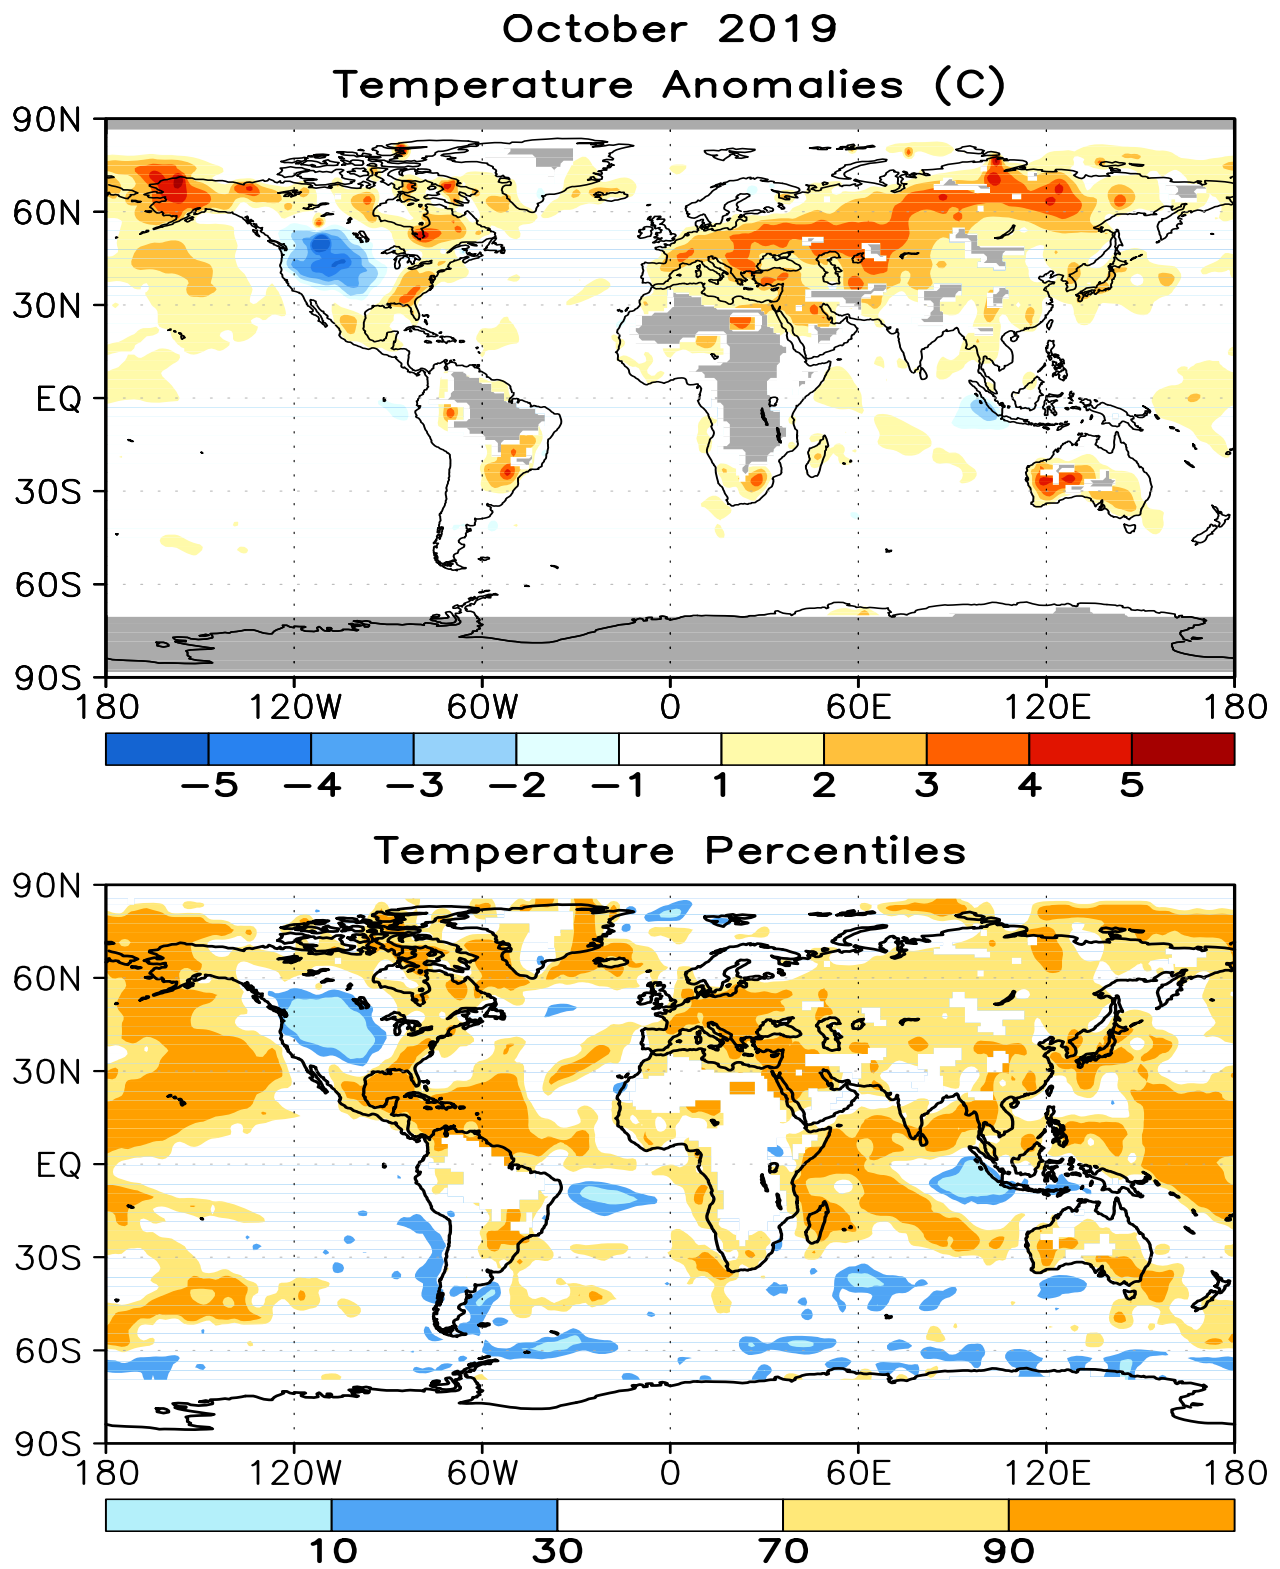 October 2019
Temperature Anomalies (C)
90N
60N
30N
EQ
30S
60S
90S
180 120W 60W 0 60E 120E 180
−5 −4 −3 −2 −1 1 2 3 4 5
Temperature Percentiles
90N
60N
30N
EQ
30S
60S
90S
180 120W 60W 0 60E 120E 180
10 30 70 90